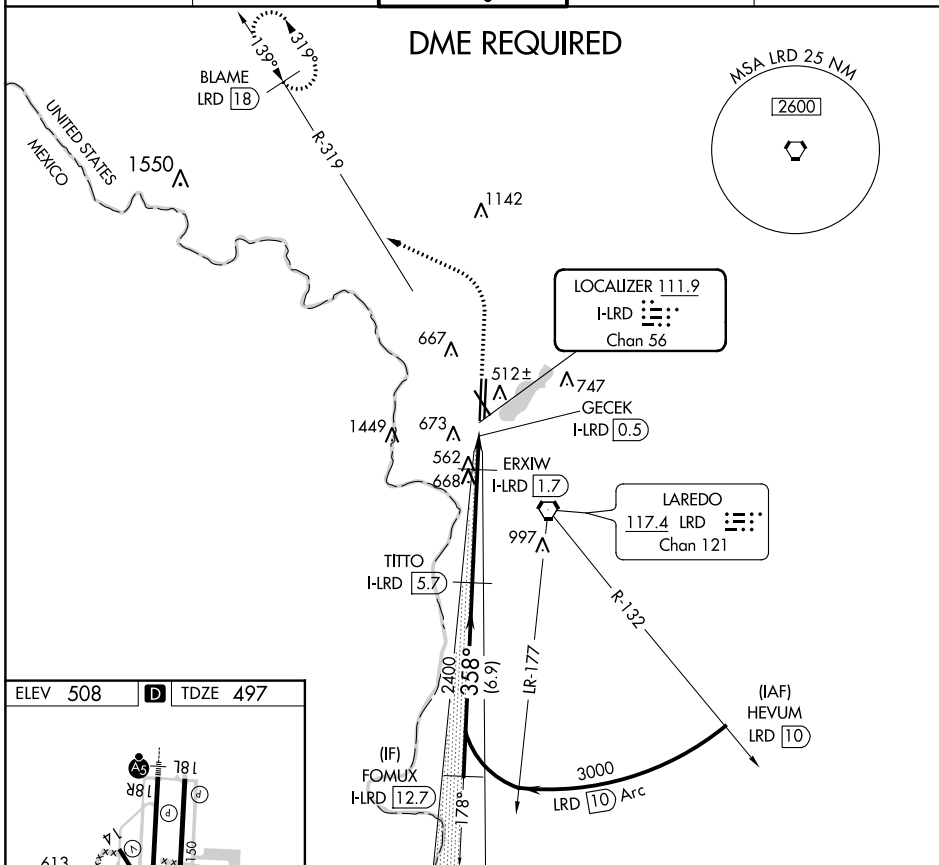 DME REQUIRED
139°
319°
BLAME
LRD 18
R-319
MSA LRD 25 NM
2600
UNITED STATES
MEXICO
1550
1142
LOCALIZER 111.9
I-LRD
Chan 56
667
512±
747
GECEK
I-LRD 0.5
1449
673
562
668
ERXIW
I-LRD 1.7
LAREDO
117.4 LRD
Chan 121
997
TITTO
I-LRD 5.7
R-132
LR-177
2400
358°
(6.9)
(IAF)
HEVUM
LRD 10
3000
LRD 10 Arc
(IF)
FOMUX
I-LRD 12.7
178°
ELEV 508
D
TDZE 497
A5
18R
18L
P
P
14
V
150
613